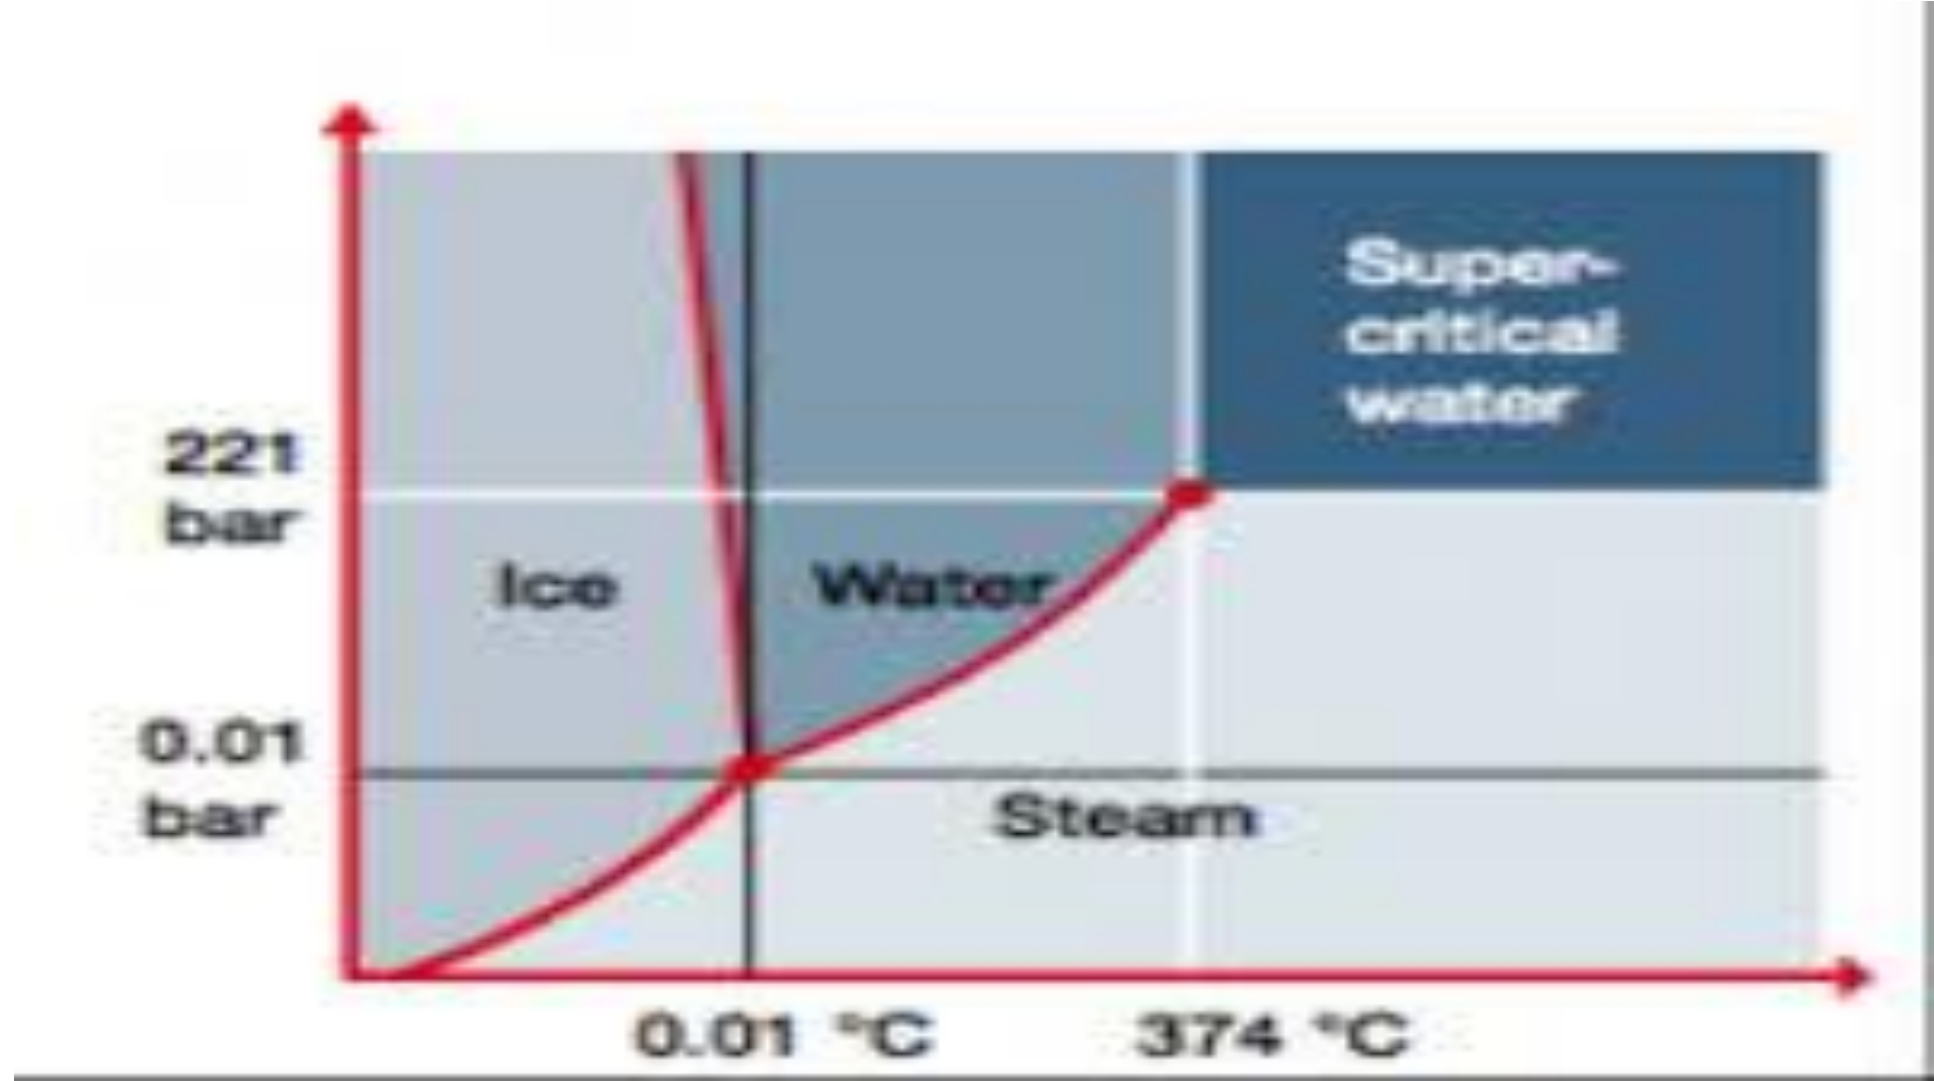 Super-
critical
water
221
bar
Ice
Water
0.01
bar
Steam
0.01 °C
374 °C